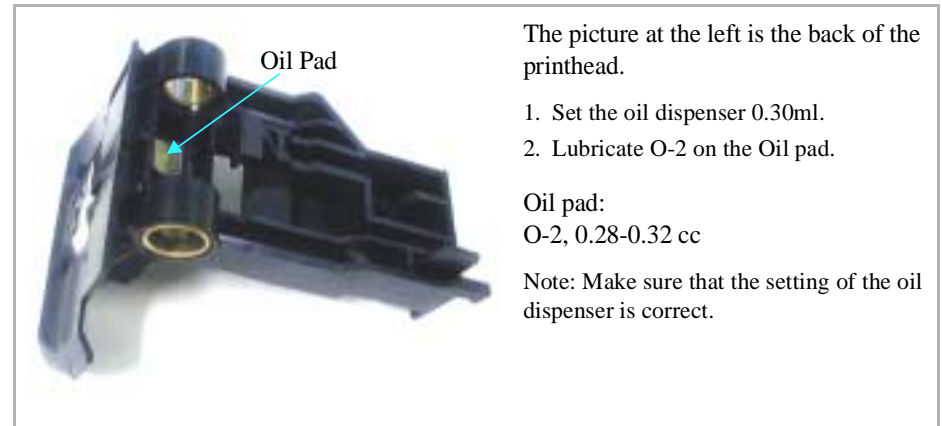 Oil Pad
The picture at the left is the back of the
printhead.
1. Set the oil dispenser 0.30ml.
2. Lubricate O-2 on the Oil pad.
Oil pad:
O-2, 0.28-0.32 cc
Note: Make sure that the setting of the oil
dispenser is correct.